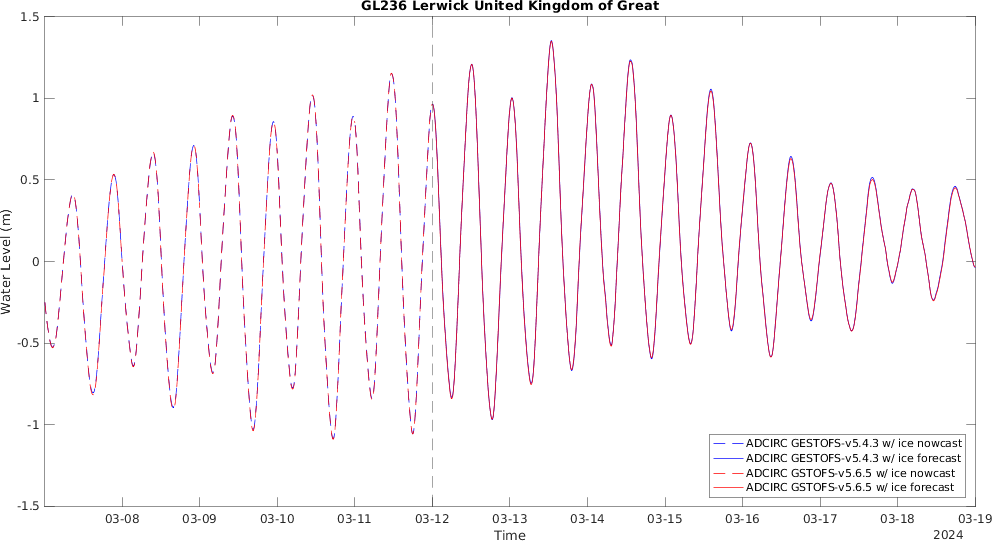 GL236 Lerwick United Kingdom of Great
1.5
1
0.5
0
-0.5
-1
-1.5
Water Level (m)
ADCIRC GESTOFS-v5.4.3 w/ ice nowcast
ADCIRC GESTOFS-v5.4.3 w/ ice forecast
ADCIRC GSTOFS-v5.6.5 w/ ice nowcast
ADCIRC GSTOFS-v5.6.5 w/ ice forecast
03-08 03-09 03-10 03-11 03-12 03-13 03-14 03-15 03-16 03-17 03-18 03-19
Time
2024